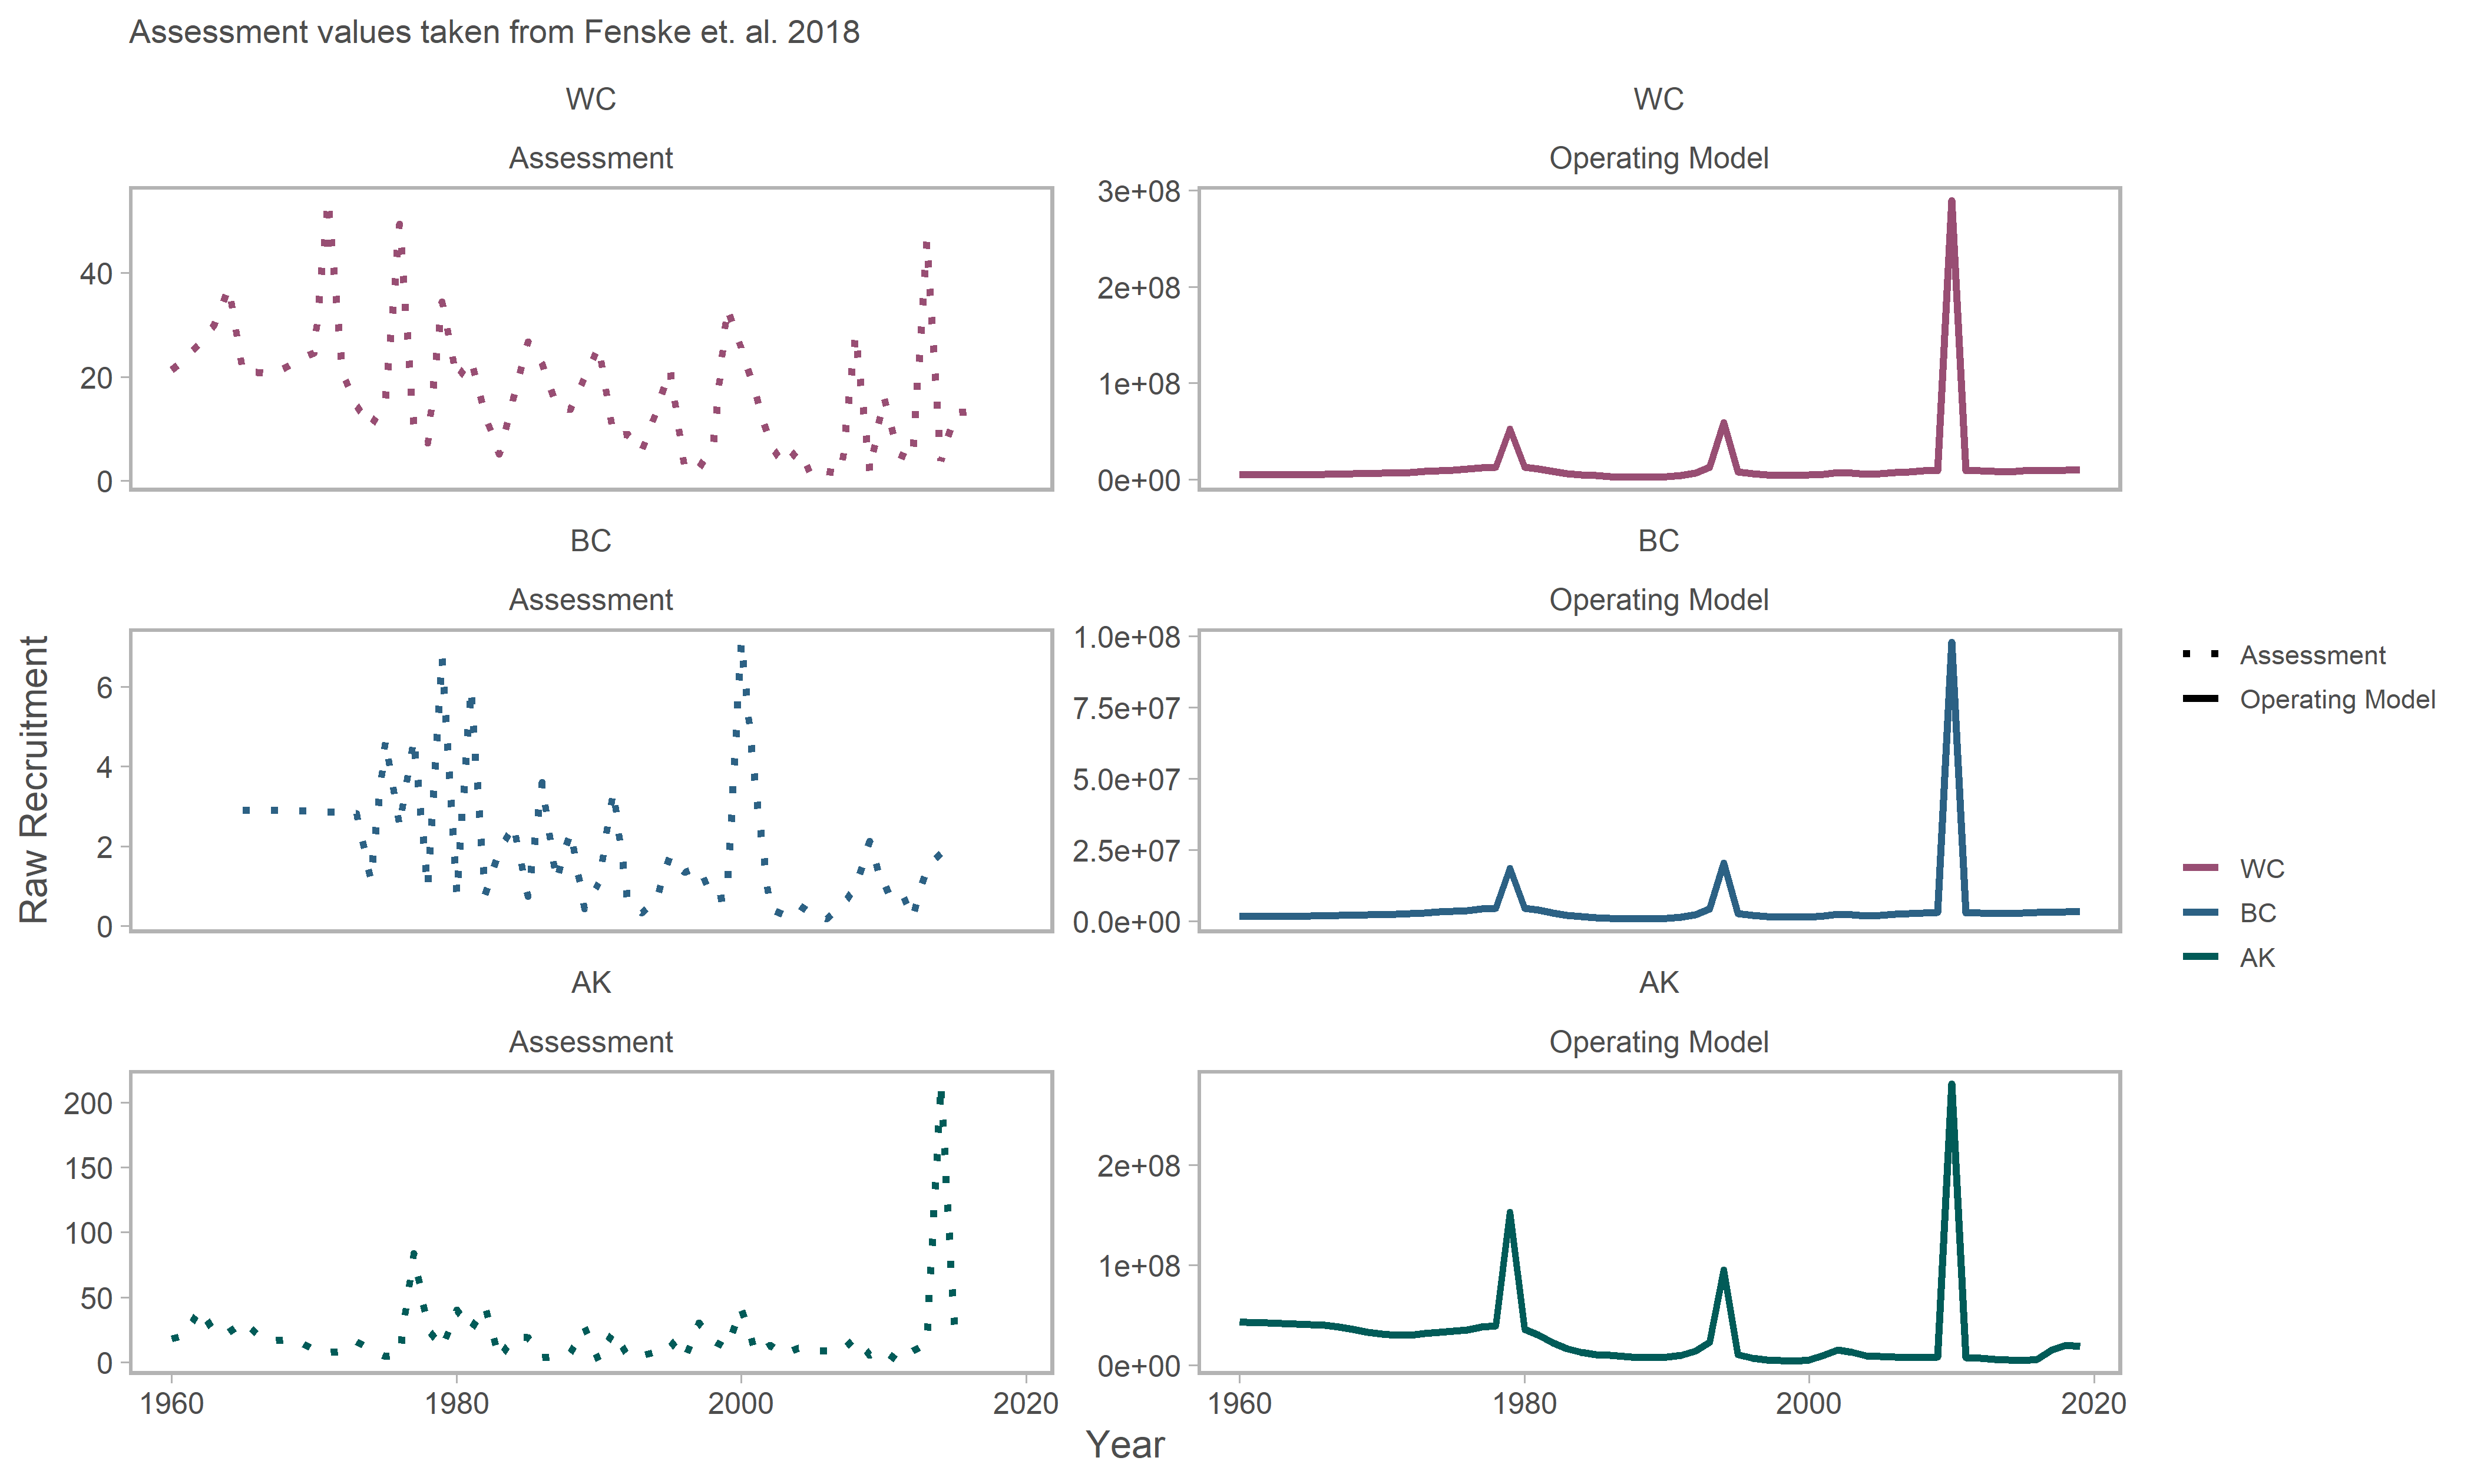 Assessment values taken from Fenske et. al. 2018
WC
Assessment
40
20
0
WC
Operating Model
3e+08
2e+08
1e+08
0e+00
BC
Assessment
6
4
2
0
BC
Operating Model
1.0e+08
7.5e+07
5.0e+07
2.5e+07
0.0e+00
AK
Assessment
200
150
100
50
0
1960 1980 2000 2020
AK
Operating Model
2e+08
1e+08
0e+00
1960 1980 2000 2020
Raw Recruitment
Year
Assessment
Operating Model
WC
BC
AK